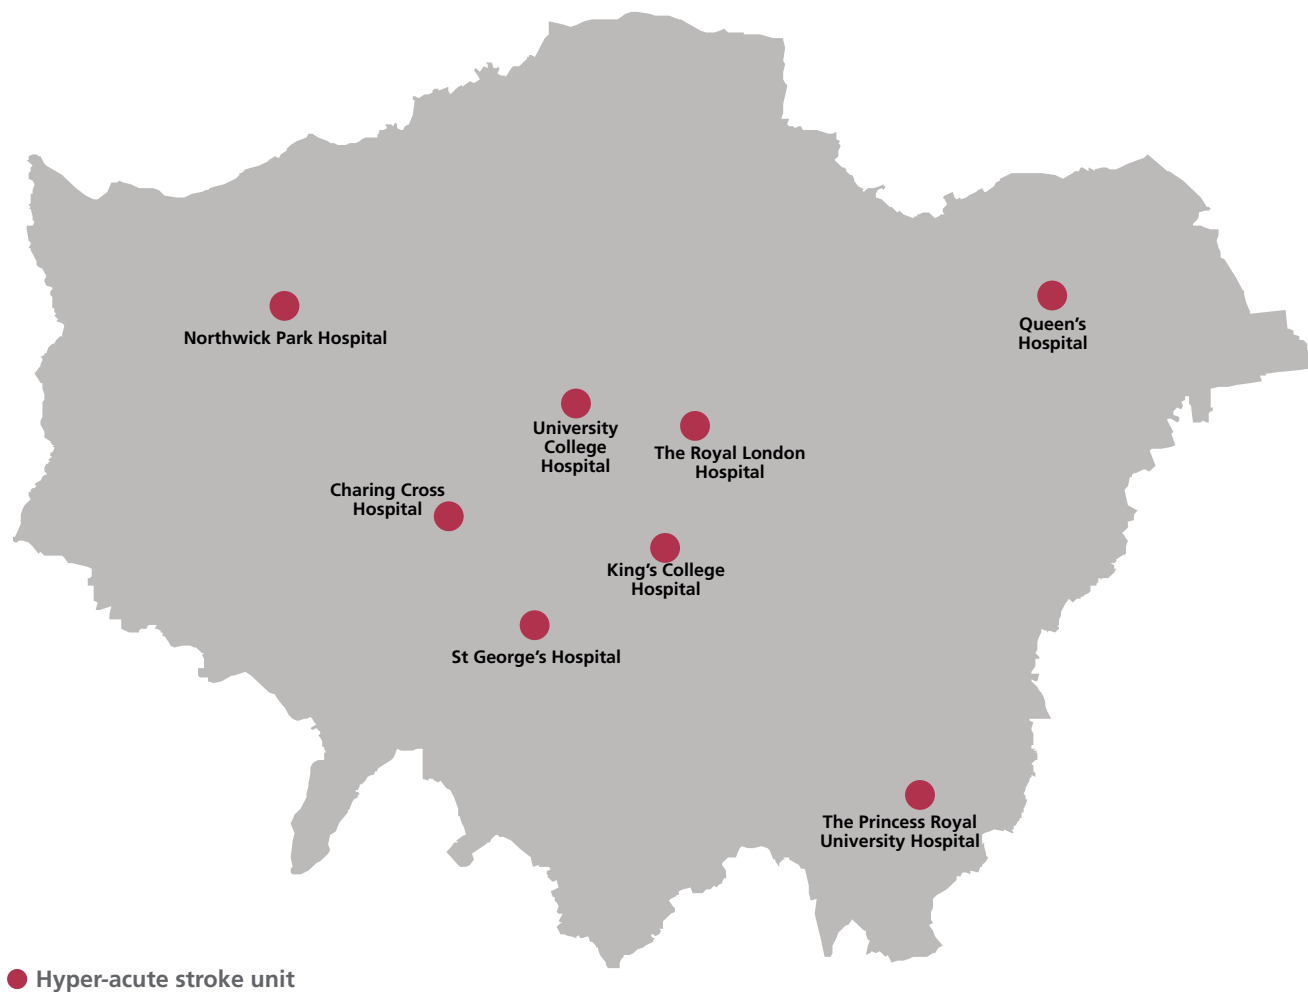 Northwick Park Hospital
Queen’s
Hospital
University
College
Hospital
The Royal London
Hospital
Charing Cross
Hospital
King’s College
Hospital
St George’s Hospital
The Princess Royal
University Hospital
Hyper-acute stroke unit